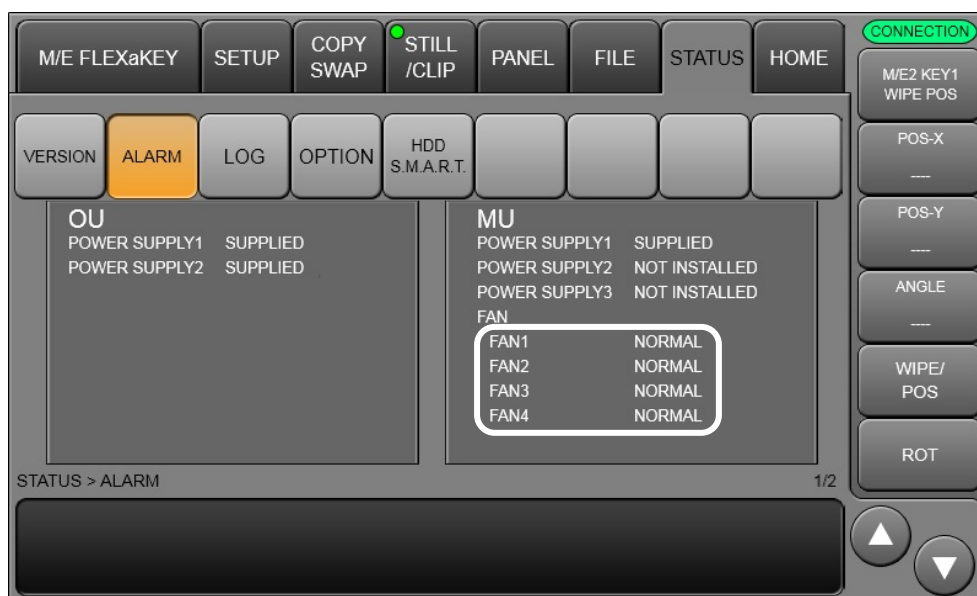 M/E FLEXaKEY
SETUP
COPY
SWAP
STILL
/CLIP
PANEL
FILE
STATUS
HOME
CONNECTION
M/E2 KEY1
WIPE POS
VERSION
ALARM
LOG
OPTION
HDD
S.M.A.R.T.
POS-X
----
POS-Y
----
ANGLE
----
WIPE/
POS
ROT
OU
POWER SUPPLY1 SUPPLIED
POWER SUPPLY2 SUPPLIED
MU
POWER SUPPLY1 SUPPLIED
POWER SUPPLY2 NOT INSTALLED
POWER SUPPLY3 NOT INSTALLED
FAN
FAN1 NORMAL
FAN2 NORMAL
FAN3 NORMAL
FAN4 NORMAL
STATUS > ALARM
1/2